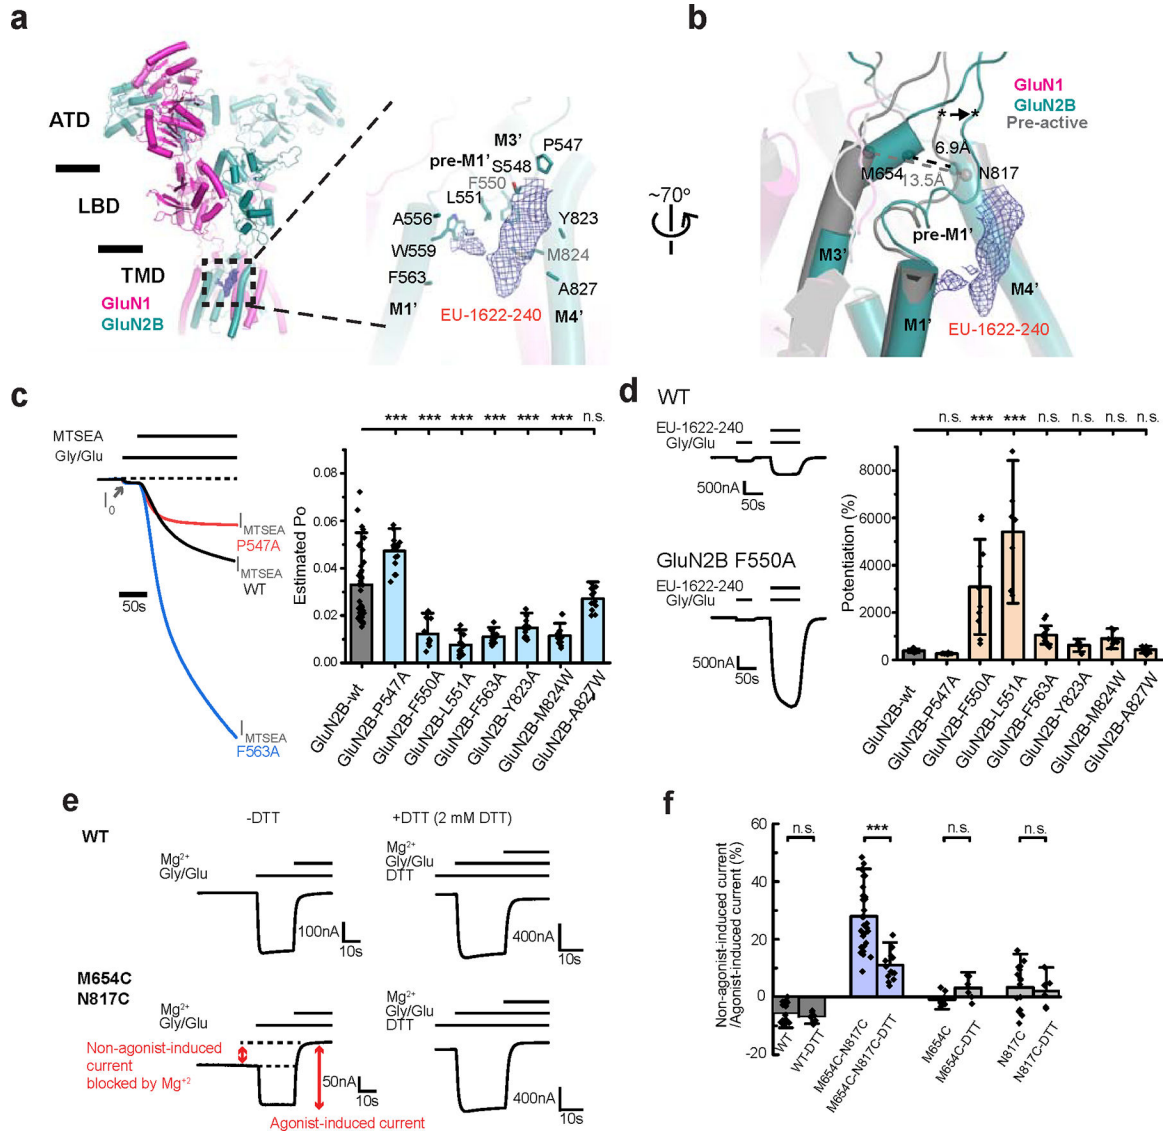 a
ATD
LBD
TMD
GluN1
GluN2B
M3'
P547
pre-M1'
S548
F550
L551
A556
Y823
W559
M824
F563
A827
M1'
EU-1622-240
M4'
~70°
b
GluN1
GluN2B
Pre-active
* *
6.9Å
M654
13.5Å
N817
pre-M1'
M3'
M4'
M1'
EU-1622-240
c
MTSEA
Gly/Glu
I0
IMTSEA
P547A
IMTSEA
WT
50s
IMTSEA
F563A
*** *** *** *** *** *** n.s.
Estimated Po
0.08
0.06
0.04
0.02
0.00
GluN2B-wt
GluN2B-P547A
GluN2B-F550A
GluN2B-L551A
GluN2B-F563A
GluN2B-Y823A
GluN2B-M824W
GluN2B-A827W
d
WT
EU-1622-240
Gly/Glu
500nA
50s
GluN2B F550A
EU-1622-240
Gly/Glu
500nA
50s
n.s. *** *** n.s. n.s. n.s. n.s.
Potentiation (%)
8000
6000
4000
2000
0
GluN2B-wt
GluN2B-P547A
GluN2B-F550A
GluN2B-L551A
GluN2B-F563A
GluN2B-Y823A
GluN2B-M824W
GluN2B-A827W
e
WT
-DTT
+DTT (2 mM DTT)
Mg2+
Gly/Glu
100nA
10s
Mg2+
Gly/Glu
DTT
400nA
10s
M654C
N817C
Mg2+
Gly/Glu
Non-agonist-induced
current
blocked by Mg+2
50nA
10s
Agonist-induced current
Mg2+
Gly/Glu
DTT
400nA
10s
f
Non-agonist-induced current
/Agonist-induced current (%)
60
40
20
0
-20
n.s.
***
n.s.
n.s.
WT
WT-DTT
M654C-N817C
M654C-N817C-DTT
M654C
M654C-DTT
N817C
N817C-DTT